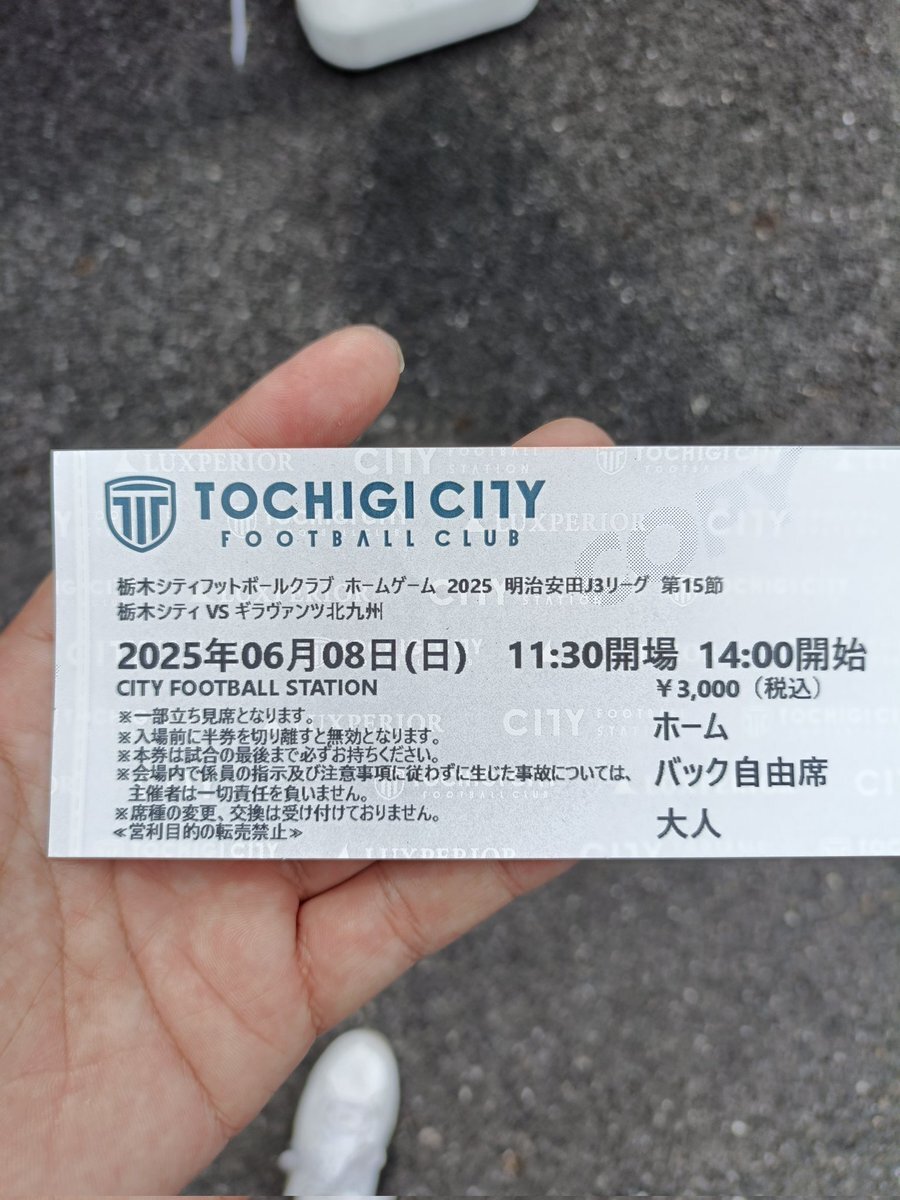 TOCHIGI CITY
FOOTBALL CLUB
栃木シティフットボールクラブ ホームゲーム 2025 明治安田J3リーグ 第15節
栃木シティ VS ギラヴァンツ北九州
2025年06月08日(日) 11:30開場 14:00開始
CITY FOOTBALL STATION
¥3,000（税込）
ホーム
バック自由席
大人
※一部立ち見席となります。
※入場前に半券を切り離すと無効となります。
※本券は試合の最後まで必ずお持ちください。
※会場内で係員の指示及び注意事項に従わずに生じた事故については、
主催者は一切責任を負いません。
※席種の変更、交換は受け付けておりません。
≪営利目的の転売禁止≫
LUXPERIOR
CITY FOOTBALL STATION
LUXPERIOR
CITY
LUXPERIOR
CITY
LUXPERIOR